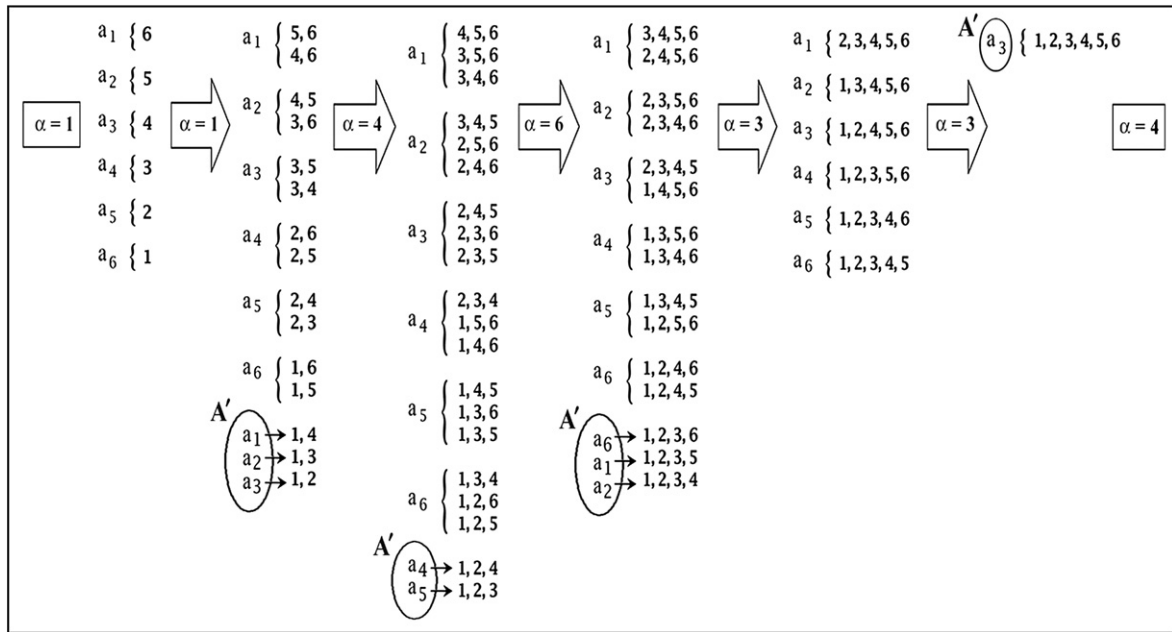 α = 1
a1 { 6
a2 { 5
a3 { 4
a4 { 3
a5 { 2
a6 { 1
α = 1
a1 { 5, 6
4, 6
a2 { 4, 5
3, 6
a3 { 3, 5
3, 4
a4 { 2, 6
2, 5
a5 { 2, 4
2, 3
a6 { 1, 6
1, 5
A′
a1 → 1, 4
a2 → 1, 3
a3 → 1, 2
α = 4
a1 { 4, 5, 6
3, 5, 6
3, 4, 6
a2 { 3, 4, 5
2, 5, 6
2, 4, 6
a3 { 2, 4, 5
2, 3, 6
2, 3, 5
a4 { 2, 3, 4
1, 5, 6
1, 4, 6
a5 { 1, 4, 5
1, 3, 6
1, 3, 5
a6 { 1, 3, 4
1, 2, 6
1, 2, 5
A′
a4 → 1, 2, 4
a5 → 1, 2, 3
α = 6
a1 { 3, 4, 5, 6
2, 4, 5, 6
a2 { 2, 3, 5, 6
2, 3, 4, 6
a3 { 2, 3, 4, 5
1, 4, 5, 6
a4 { 1, 3, 5, 6
1, 3, 4, 6
a5 { 1, 3, 4, 5
1, 2, 5, 6
a6 { 1, 2, 4, 6
1, 2, 4, 5
A′
a6 → 1, 2, 3, 6
a1 → 1, 2, 3, 5
a2 → 1, 2, 3, 4
α = 3
a1 { 2, 3, 4, 5, 6
a2 { 1, 3, 4, 5, 6
a3 { 1, 2, 4, 5, 6
a4 { 1, 2, 3, 5, 6
a5 { 1, 2, 3, 4, 6
a6 { 1, 2, 3, 4, 5
α = 3
A′
a3 { 1, 2, 3, 4, 5, 6
α = 4